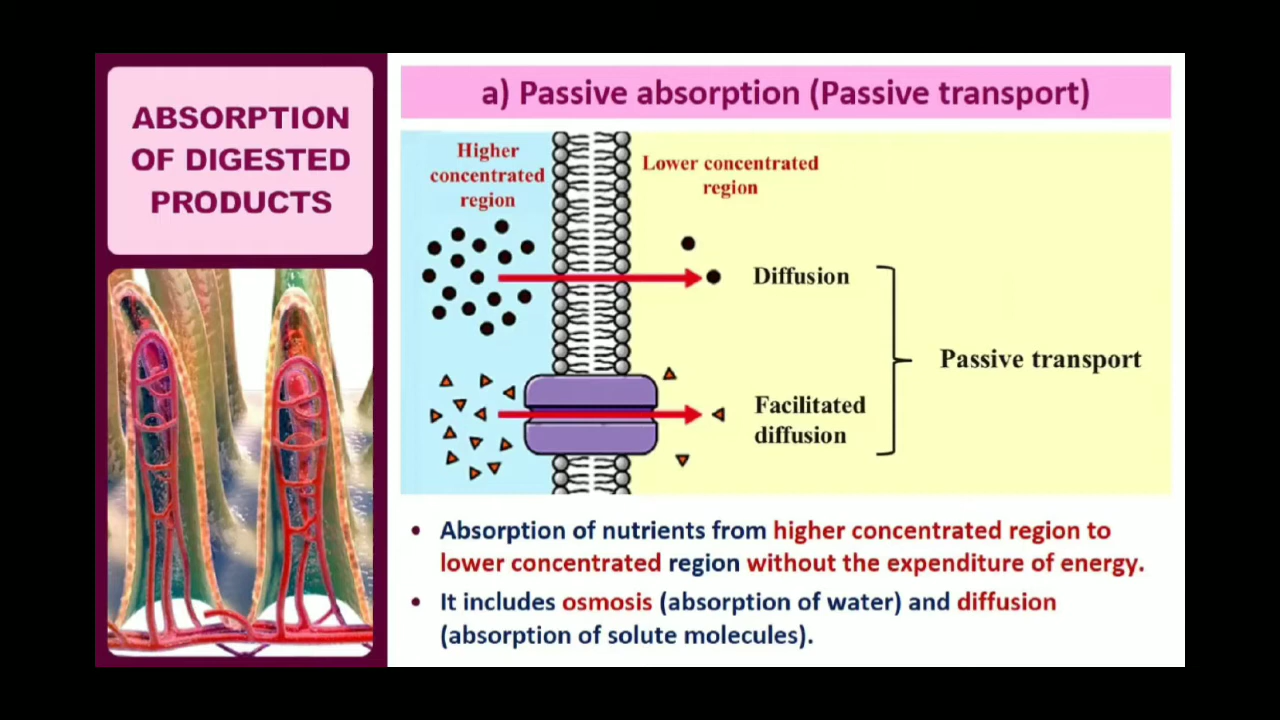 ABSORPTION
OF DIGESTED
PRODUCTS
a) Passive absorption (Passive transport)
Higher
concentrated
region
Lower concentrated
region
Diffusion
Facilitated
diffusion
Passive transport
• Absorption of nutrients from higher concentrated region to
lower concentrated region without the expenditure of energy.
• It includes osmosis (absorption of water) and diffusion
(absorption of solute molecules).